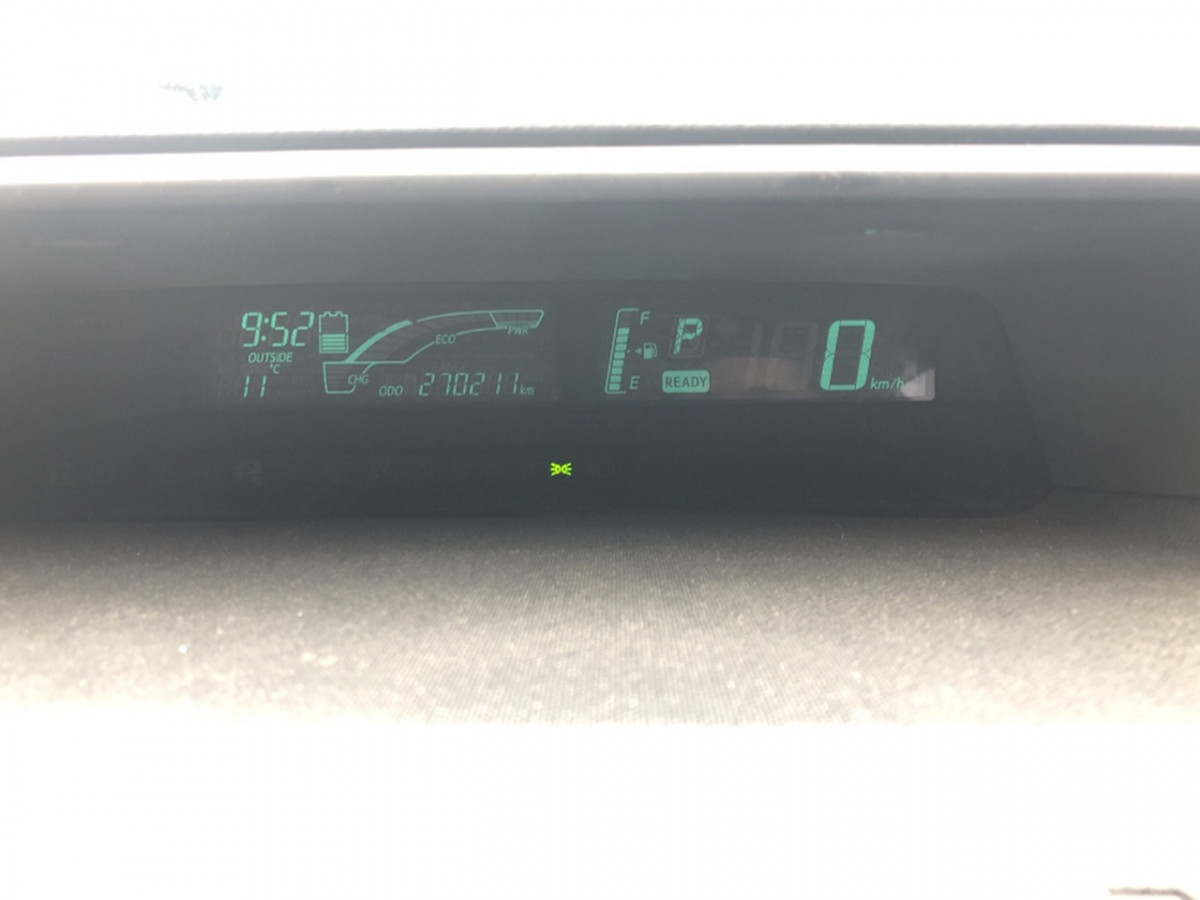 9:52
OUTSIDE
°C
11
PWR
ECO
CHG
ODO 270211 km
F
E
P
READY
0 km/h